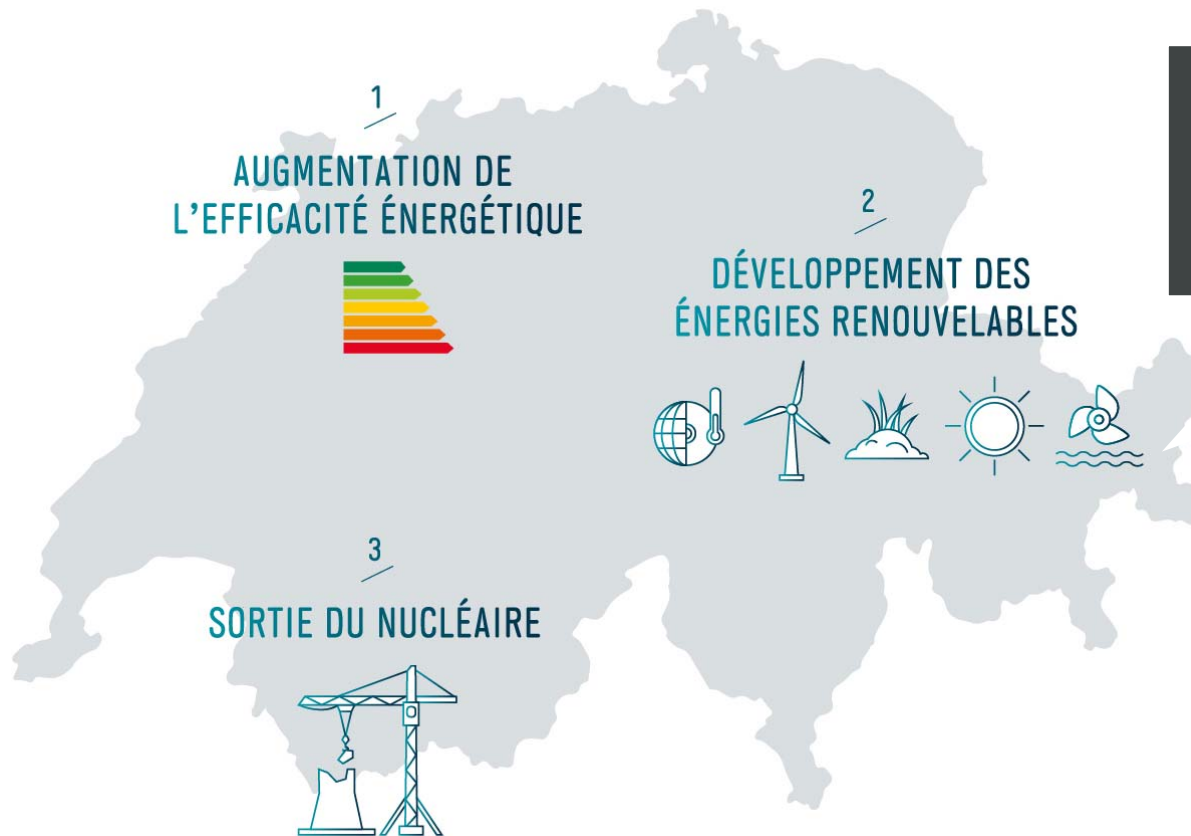 1
AUGMENTATION DE
L’EFFICACITÉ ÉNERGÉTIQUE
2
DÉVELOPPEMENT DES
ÉNERGIES RENOUVELABLES
3
SORTIE DU NUCLÉAIRE